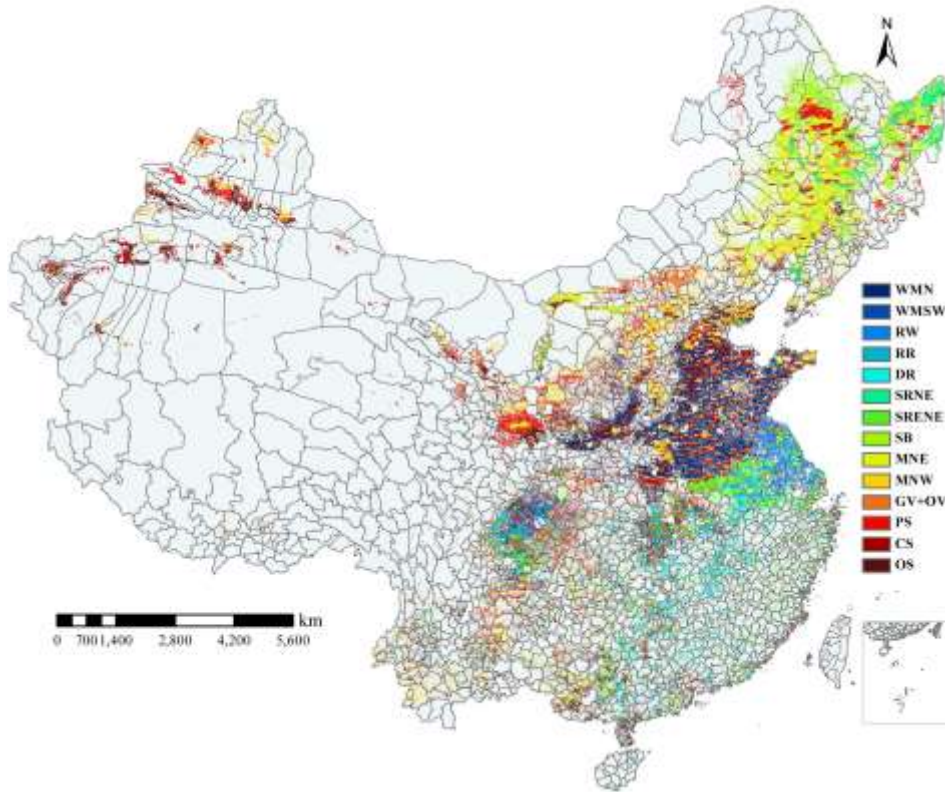 N
WMN
WMSW
RW
RR
DR
SRNE
SRENE
SB
MNE
MNW
GV+OV
PS
CS
OS
km
0 700 1,400 2,800 4,200 5,600